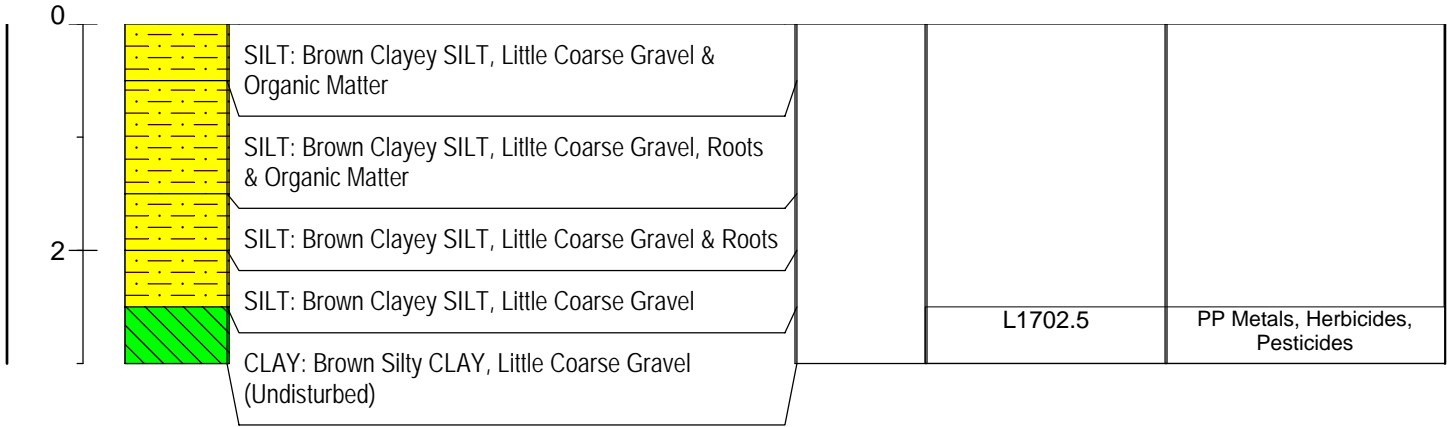 0
SILT: Brown Clayey SILT, Little Coarse Gravel &
Organic Matter
SILT: Brown Clayey SILT, Litlte Coarse Gravel, Roots
& Organic Matter
SILT: Brown Clayey SILT, Little Coarse Gravel & Roots
2
SILT: Brown Clayey SILT, Little Coarse Gravel
L1702.5
PP Metals, Herbicides,
Pesticides
CLAY: Brown Silty CLAY, Little Coarse Gravel
(Undisturbed)